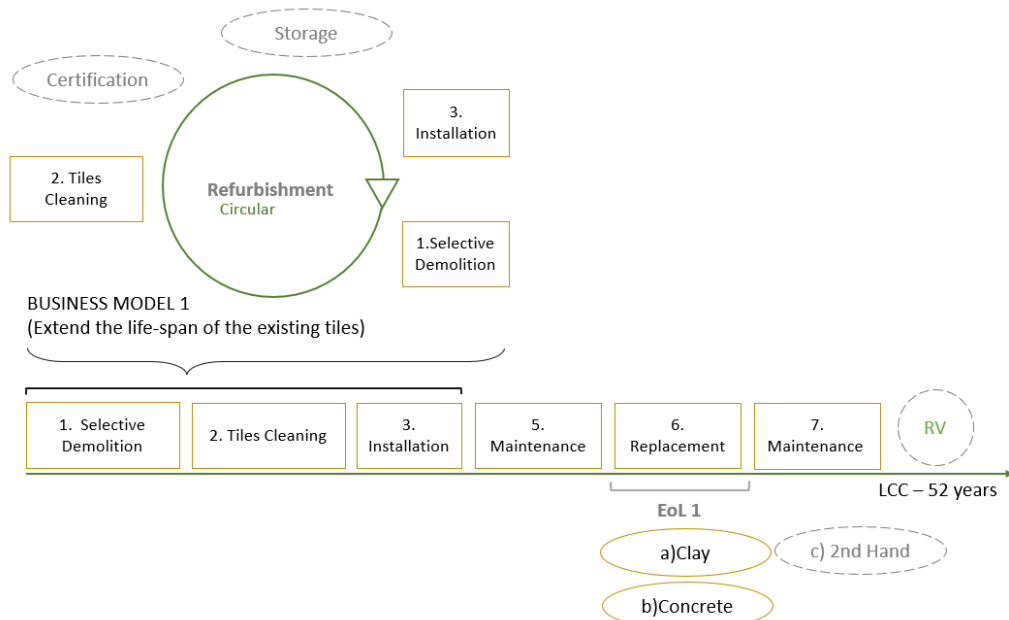 Storage
Certification
3.
Installation
2. Tiles
Cleaning
Refurbishment
Circular
1.Selective
Demolition
BUSINESS MODEL 1
(Extend the life-span of the existing tiles)
1. Selective
Demolition
2. Tiles Cleaning
3.
Installation
5.
Maintenance
6.
Replacement
7.
Maintenance
RV
LCC – 52 years
EoL 1
a)Clay
c) 2nd Hand
b)Concrete